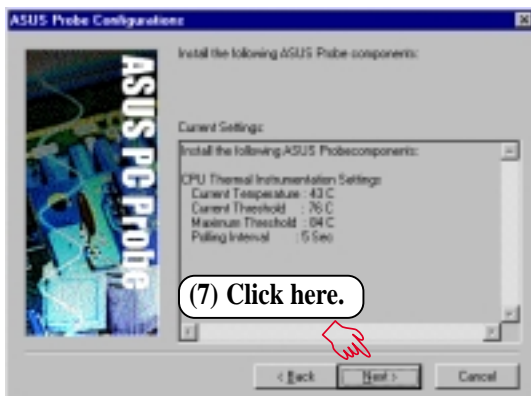 ASUS Probe Configurations
ASUS PC Probe
Install the following ASUS Probe components:
Current Settings:
Install the following ASUS Probecomponents:
CPU Thermal Instrumentation Settings
Current Temperature : 43 C
Current Threshold : 76 C
Maximum Threshold : 84 C
Polling Interval : 5 Sec
(7) Click here.
< Back
Next >
Cancel